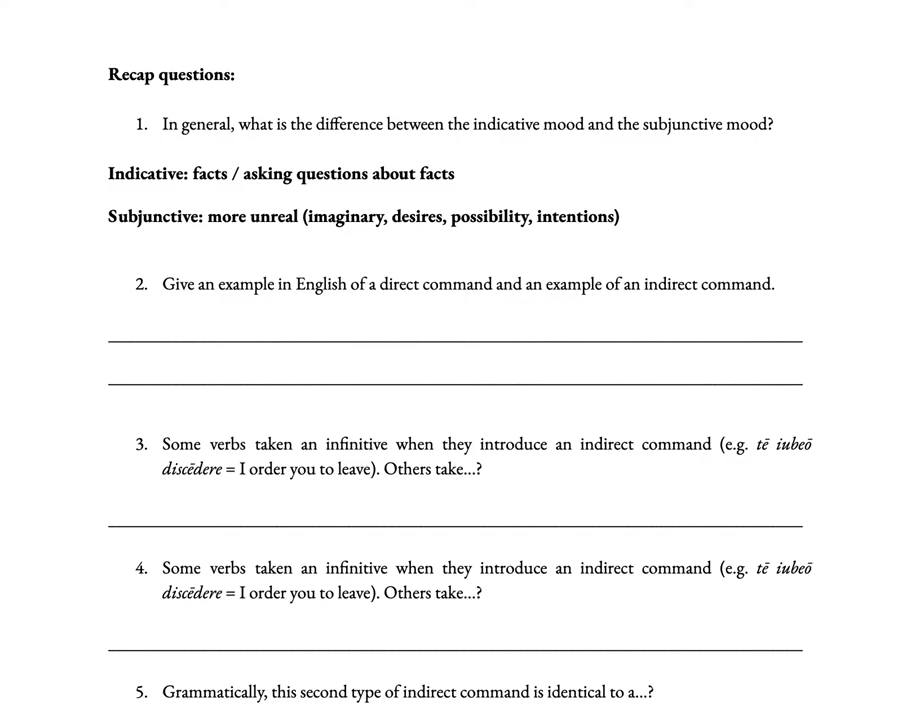 Recap questions:
1. In general, what is the difference between the indicative mood and the subjunctive mood?
Indicative: facts / asking questions about facts
Subjunctive: more unreal (imaginary, desires, possibility, intentions)
2. Give an example in English of a direct command and an example of an indirect command.
3. Some verbs taken an infinitive when they introduce an indirect command (e.g. tē iubeō
discēdere = I order you to leave). Others take...?
4. Some verbs taken an infinitive when they introduce an indirect command (e.g. tē iubeō
discēdere = I order you to leave). Others take...?
5. Grammatically, this second type of indirect command is identical to a...?